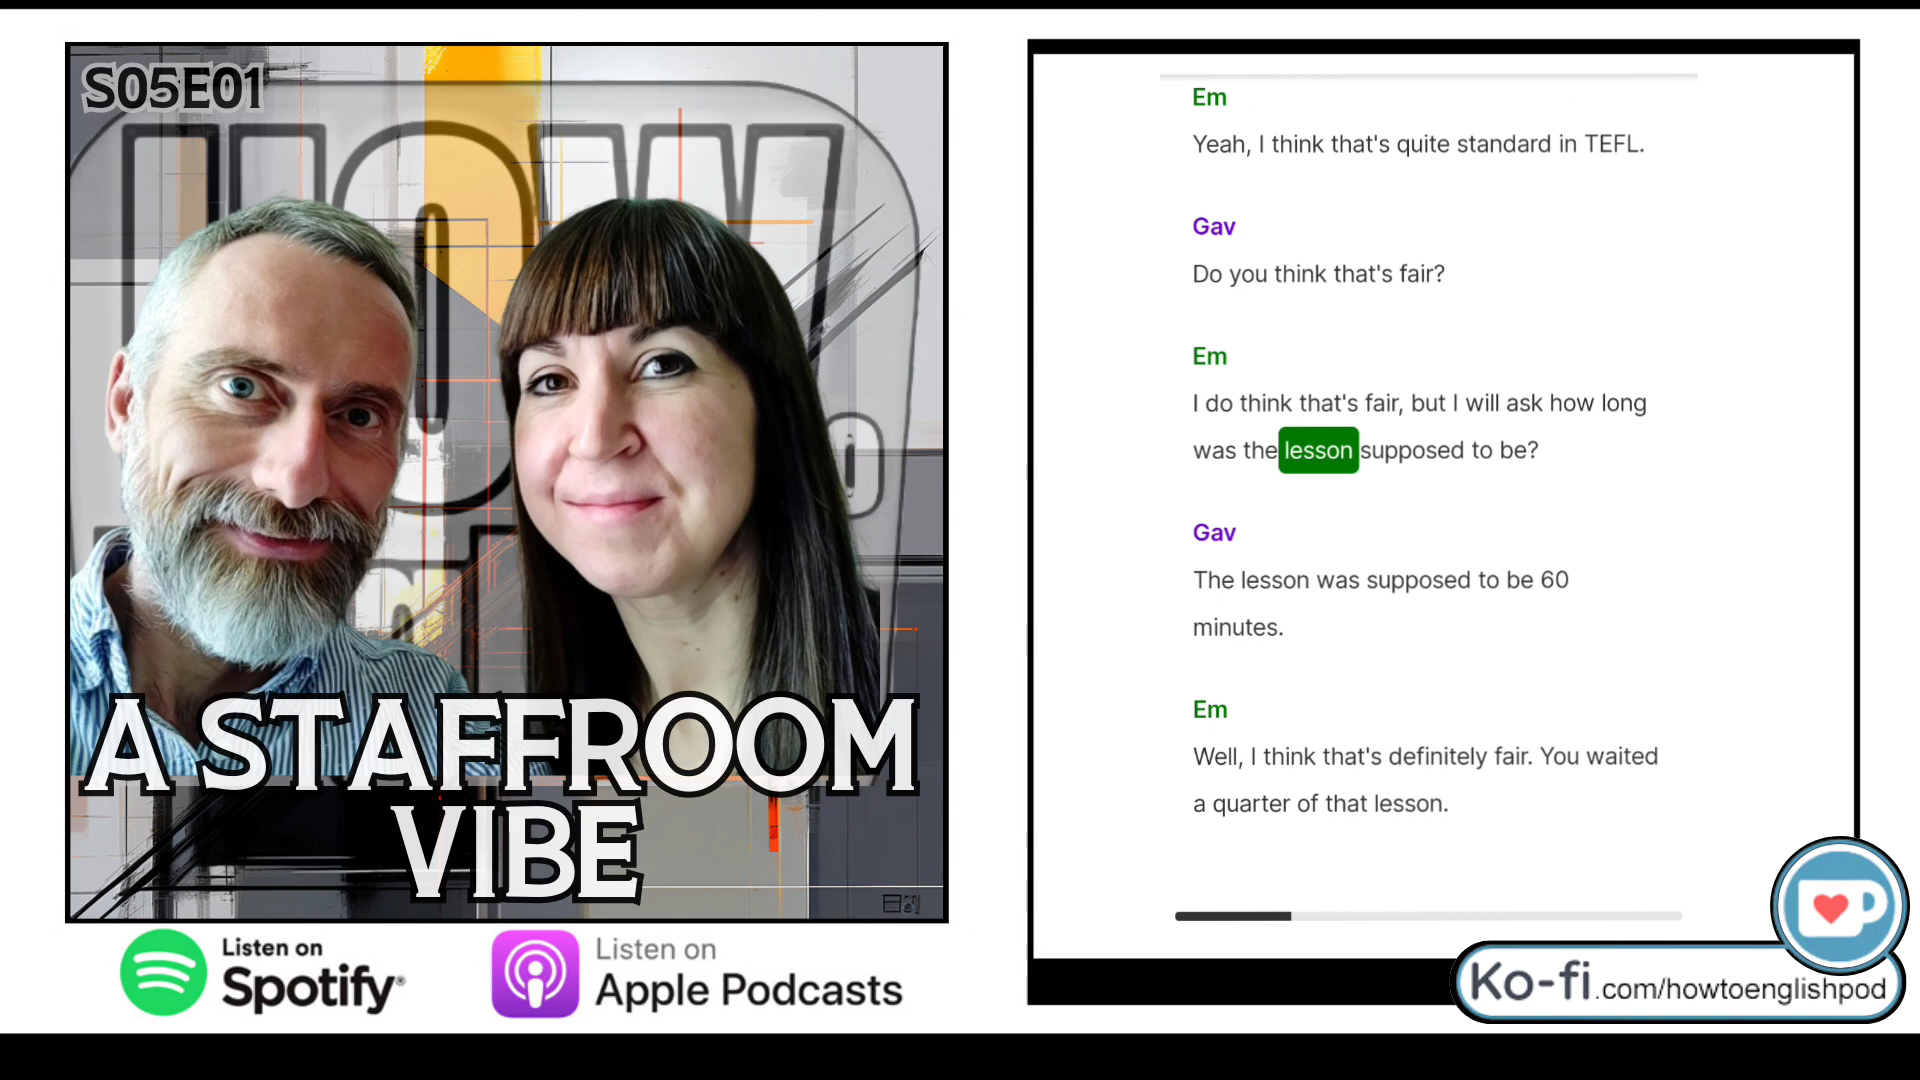 S05E01
HOW
TO
A STAFFROOM
VIBE
Listen on
Spotify®
Listen on
Apple Podcasts
Em
Yeah, I think that's quite standard in TEFL.
Gav
Do you think that's fair?
Em
I do think that's fair, but I will ask how long
was the lesson supposed to be?
Gav
The lesson was supposed to be 60
minutes.
Em
Well, I think that's definitely fair. You waited
a quarter of that lesson.
Ko-fi.com/howtoenglishpod